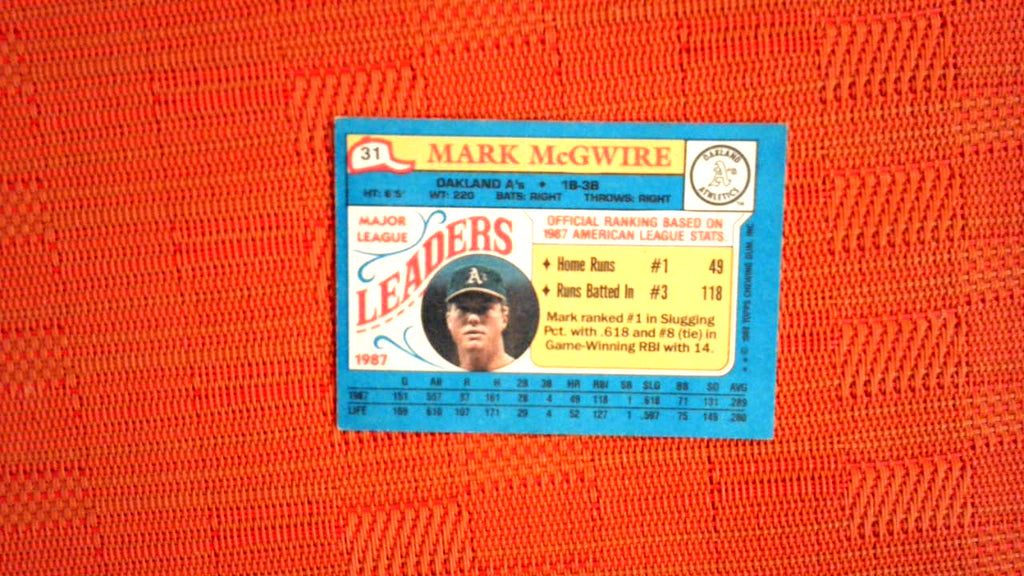 31
MARK McGWIRE
OAKLAND A's • 1B-3B
HT: 6'5" WT: 220 BATS: RIGHT THROWS: RIGHT
OAKLAND
A's
ATHLETICS
TM
MAJOR
LEAGUE
LEADERS
1987
OFFICIAL RANKING BASED ON
1987 AMERICAN LEAGUE STATS
Home Runs #1 49
Runs Batted In #3 118
Mark ranked #1 in Slugging
Pct. with .618 and #8 (tie) in
Game-Winning RBI with 14.
A's
G AB R H 2B 3B HR RBI SB SLG BB SO AVG
1987 151 557 97 161 28 4 49 118 1 .618 71 131 .289
LIFE 169 610 107 171 29 4 52 127 1 .597 75 149 .280
* * © 1988 TOPPS CHEWING GUM, INC.